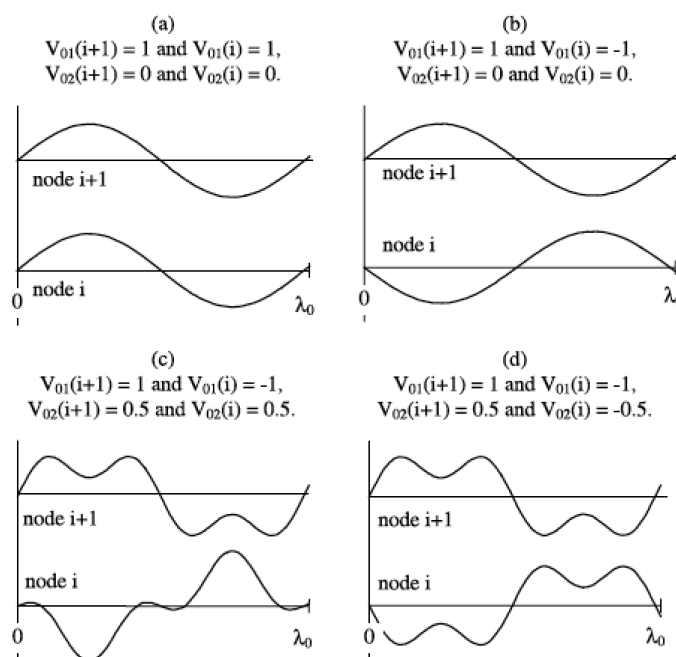 (a)
V01(i+1) = 1 and V01(i) = 1,
V02(i+1) = 0 and V02(i) = 0.
node i+1
node i
0
λ0
(b)
V01(i+1) = 1 and V01(i) = -1,
V02(i+1) = 0 and V02(i) = 0.
node i+1
node i
0
λ
(c)
V01(i+1) = 1 and V01(i) = -1,
V02(i+1) = 0.5 and V02(i) = 0.5.
node i+1
node i
0
λ0
(d)
V01(i+1) = 1 and V01(i) = -1,
V02(i+1) = 0.5 and V02(i) = -0.5.
node i+1
node i
0
λ0